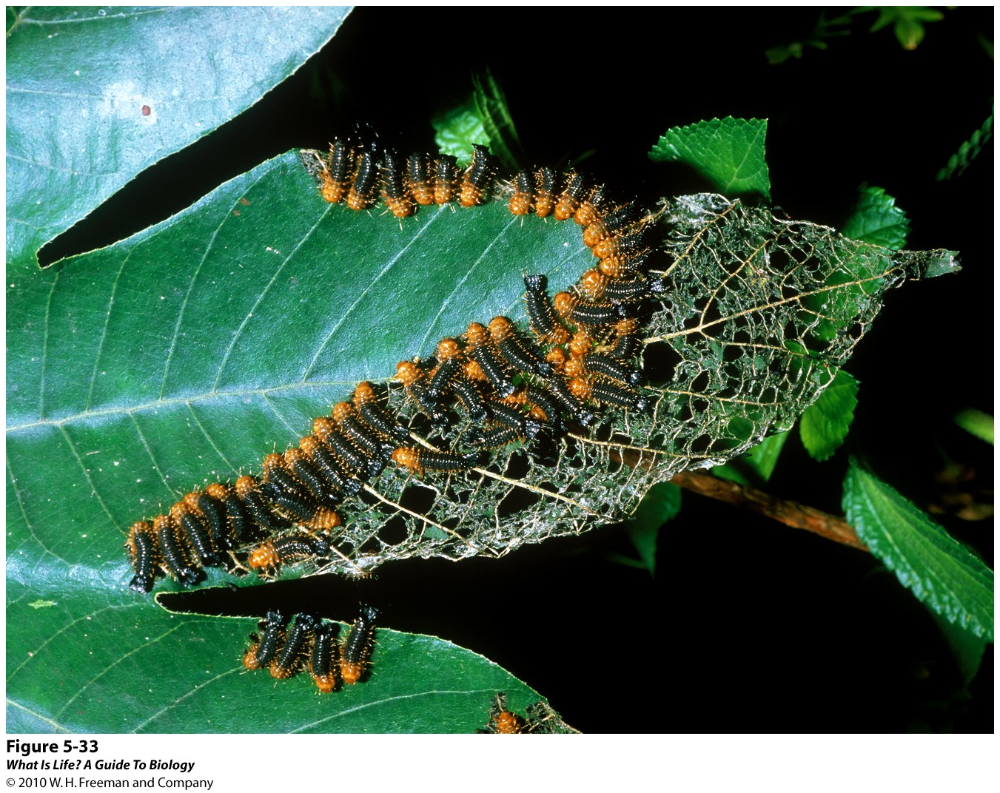 Figure 5-33
What Is Life? A Guide To Biology
© 2010 W. H. Freeman and Company